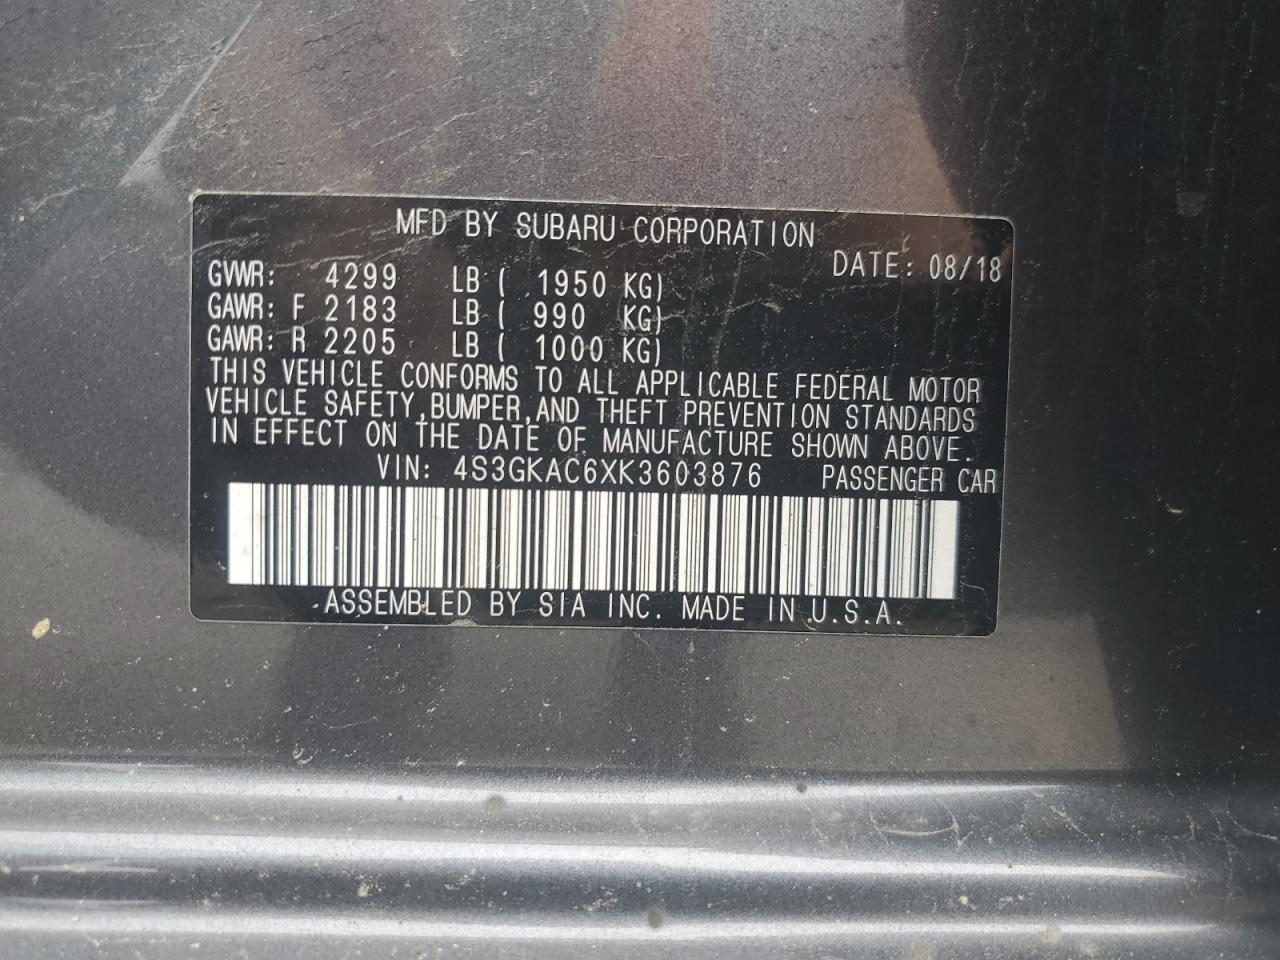 MFD BY SUBARU CORPORATION
DATE: 08/18
GVWR: 4299 LB ( 1950 KG)
GAWR: F 2183 LB ( 990 KG)
GAWR: R 2205 LB ( 1000 KG)
THIS VEHICLE CONFORMS TO ALL APPLICABLE FEDERAL MOTOR
VEHICLE SAFETY,BUMPER,AND THEFT PREVENTION STANDARDS
IN EFFECT ON THE DATE OF MANUFACTURE SHOWN ABOVE.
VIN: 4S3GKAC6XK3603876 PASSENGER CAR
ASSEMBLED BY SIA INC. MADE IN U.S.A.